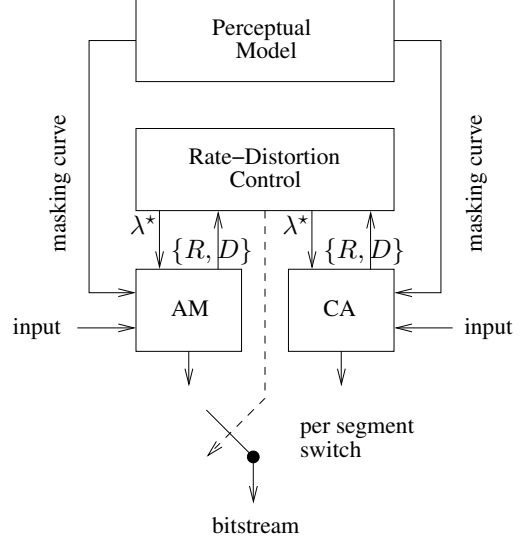 Perceptual
Model
masking curve
masking curve
Rate−Distortion
Control
λ⋆
{R, D}
λ⋆
{R, D}
AM
CA
input
input
per segment
switch
bitstream